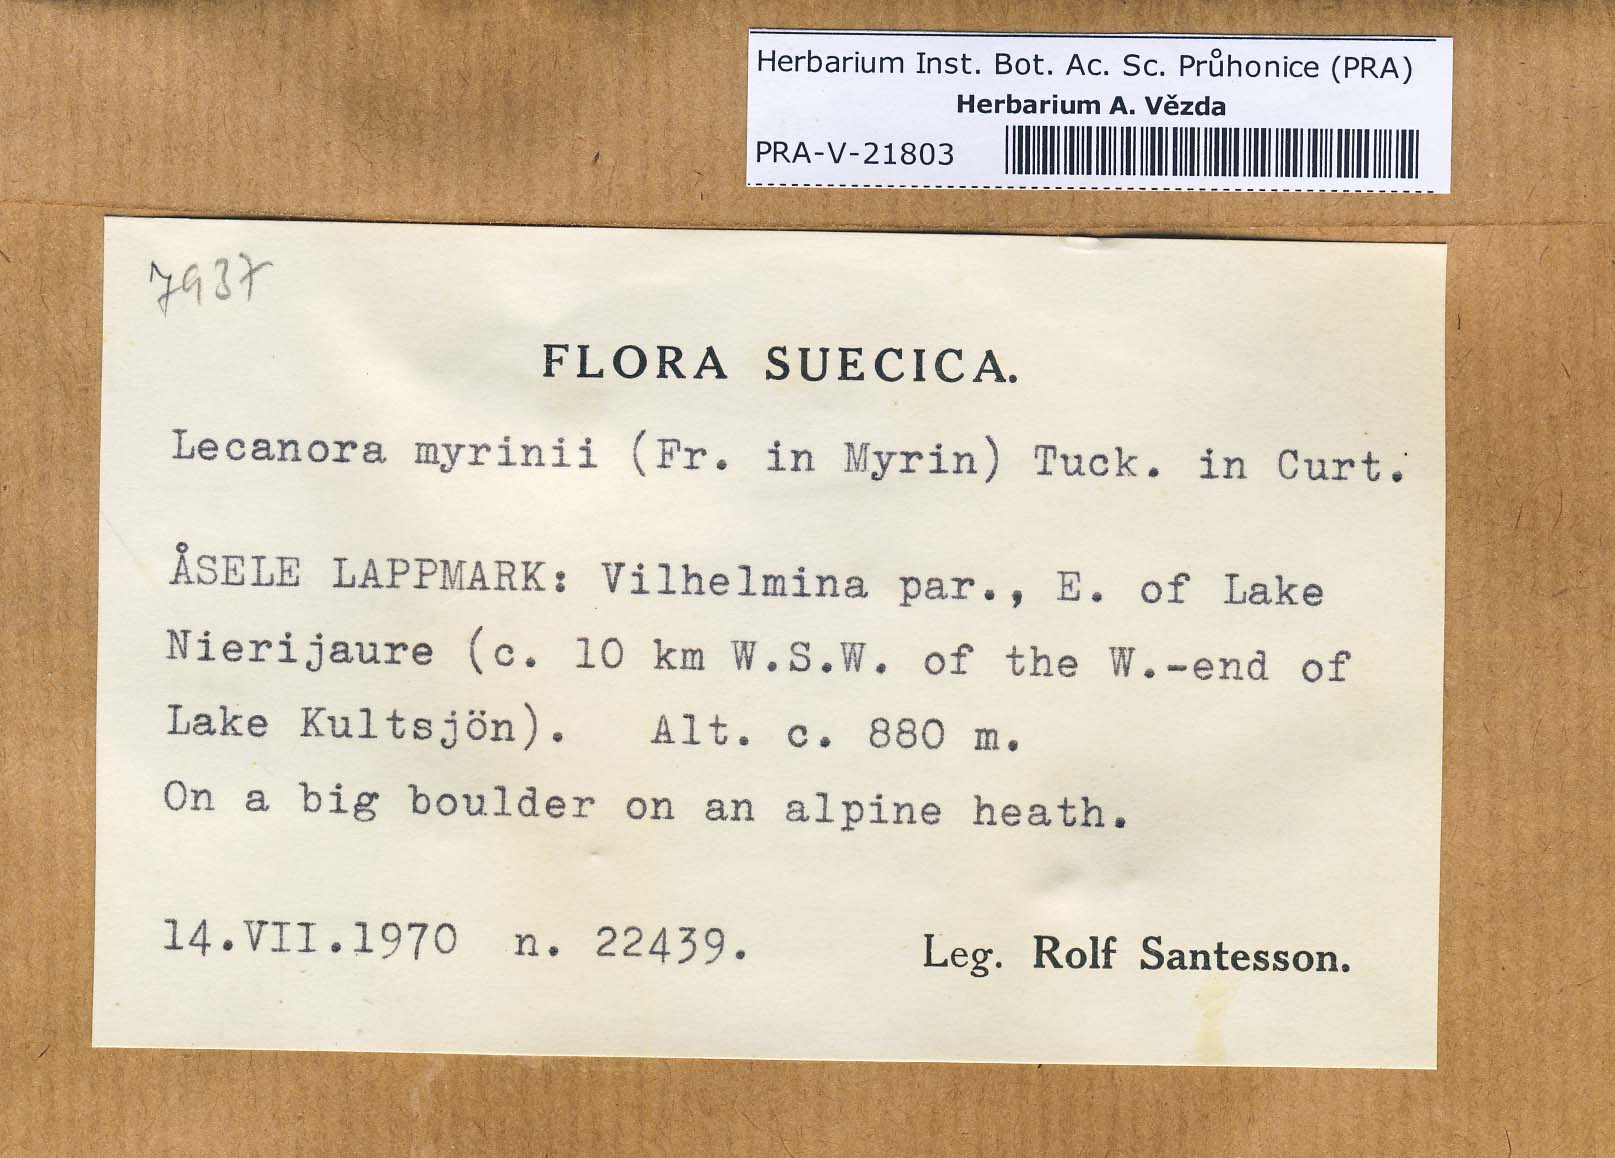 Herbarium Inst. Bot. Ac. Sc. Průhonice (PRA)
Herbarium A. Vězda
PRA-V-21803
7937
FLORA SUECICA.
Lecanora myrinii (Fr. in Myrin) Tuck. in Curt.
ÅSELE LAPPMARK: Vilhelmina par., E. of Lake
Nierijaure (c. 10 km W.S.W. of the W.-end of
Lake Kultsjön). Alt. c. 880 m.
On a big boulder on an alpine heath.
14.VII.1970 n. 22439. Leg. Rolf Santesson.